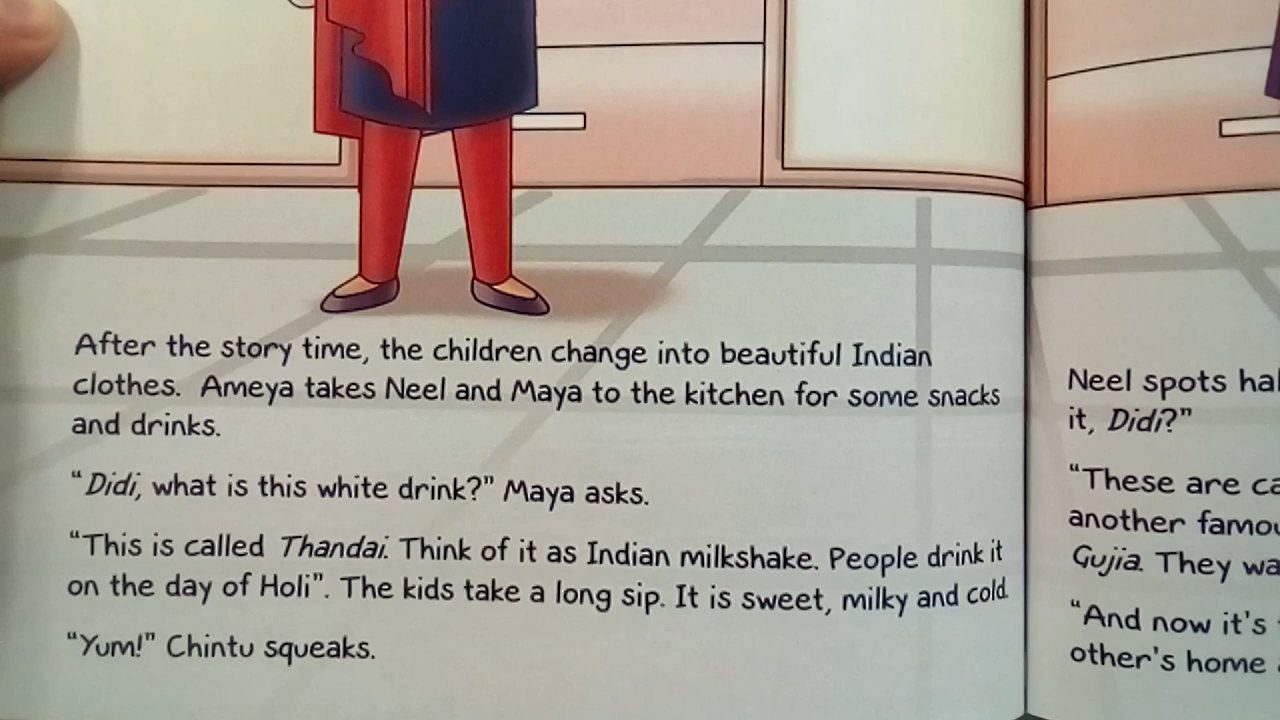 After the story time, the children change into beautiful Indian
clothes. Ameya takes Neel and Maya to the kitchen for some snacks
and drinks.
"Didi, what is this white drink?" Maya asks.
"This is called Thandai. Think of it as Indian milkshake. People drink it
on the day of Holi". The kids take a long sip. It is sweet, milky and cold.
"Yum!" Chintu squeaks.
Neel spots
it, Didi?"
"These are
another
Gujia. They
"And now it's
other's home